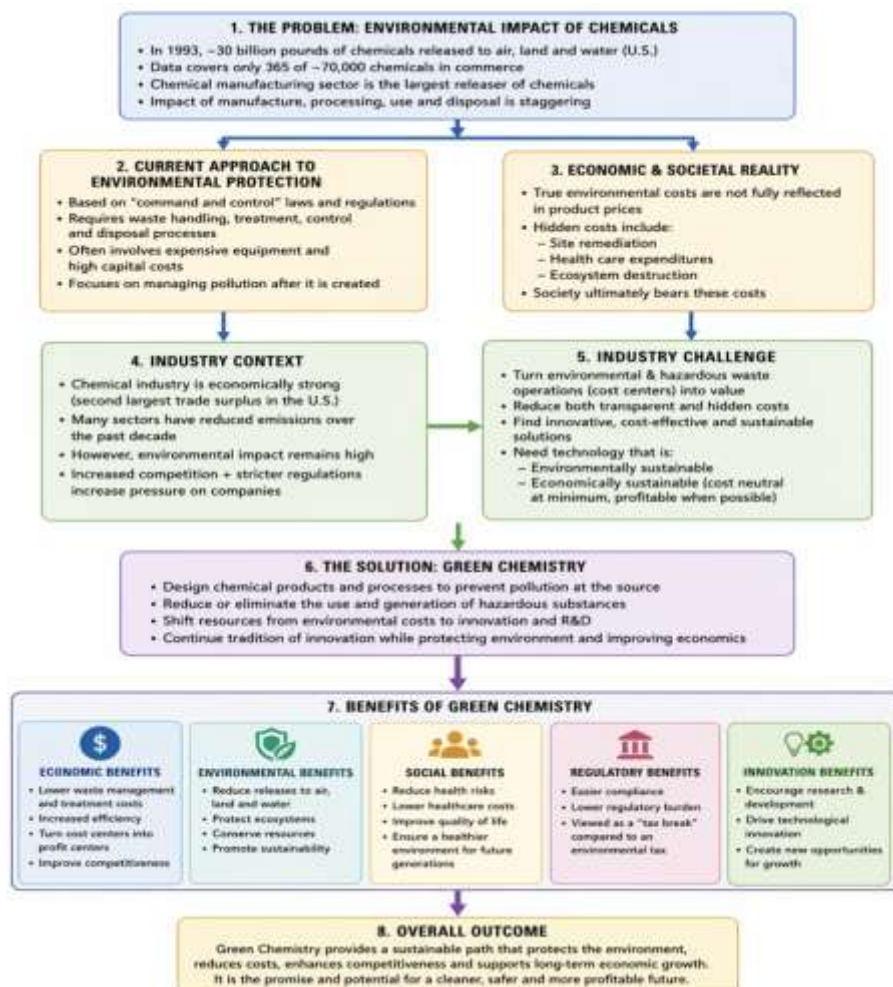 1. THE PROBLEM: ENVIRONMENTAL IMPACT OF CHEMICALS
• In 1993, ~30 billion pounds of chemicals released to air, land and water (U.S.)
• Data covers only 365 of ~70,000 chemicals in commerce
• Chemical manufacturing sector is the largest releaser of chemicals
• Impact of manufacture, processing, use and disposal is staggering
2. CURRENT APPROACH TO
ENVIRONMENTAL PROTECTION
• Based on "command and control" laws and regulations
• Requires waste handling, treatment, control
and disposal processes
• Often involves expensive equipment and
high capital costs
• Focuses on managing pollution after it is created
3. ECONOMIC & SOCIETAL REALITY
• True environmental costs are not fully reflected
in product prices
• Hidden costs include:
– Site remediation
– Health care expenditures
– Ecosystem destruction
• Society ultimately bears these costs
4. INDUSTRY CONTEXT
• Chemical industry is economically strong
(second largest trade surplus in the U.S.)
• Many sectors have reduced emissions over
the past decade
• However, environmental impact remains high
• Increased competition + stricter regulations
increase pressure on companies
5. INDUSTRY CHALLENGE
• Turn environmental & hazardous waste
operations (cost centers) into value
• Reduce both transparent and hidden costs
• Find innovative, cost-effective and sustainable
solutions
• Need technology that is:
– Environmentally sustainable
– Economically sustainable (cost neutral
at minimum, profitable when possible)
6. THE SOLUTION: GREEN CHEMISTRY
• Design chemical products and processes to prevent pollution at the source
• Reduce or eliminate the use and generation of hazardous substances
• Shift resources from environmental costs to innovation and R&D
• Continue tradition of innovation while protecting environment and improving economics
7. BENEFITS OF GREEN CHEMISTRY
$
ECONOMIC BENEFITS
• Lower waste management
and treatment costs
• Increased efficiency
• Turn cost centers into
profit centers
• Improve competitiveness
ENVIRONMENTAL BENEFITS
• Reduce releases to air,
land and water
• Protect ecosystems
• Conserve resources
• Promote sustainability
SOCIAL BENEFITS
• Reduce health risks
• Lower healthcare costs
• Improve quality of life
• Ensure a healthier
environment for future
generations
REGULATORY BENEFITS
• Easier compliance
• Lower regulatory burden
• Viewed as a "tax break"
compared to an
environmental tax
INNOVATION BENEFITS
• Encourage research &
development
• Drive technological
innovation
• Create new opportunities
for growth
8. OVERALL OUTCOME
Green Chemistry provides a sustainable path that protects the environment,
reduces costs, enhances competitiveness and supports long-term economic growth.
It is the promise and potential for a cleaner, safer and more profitable future.